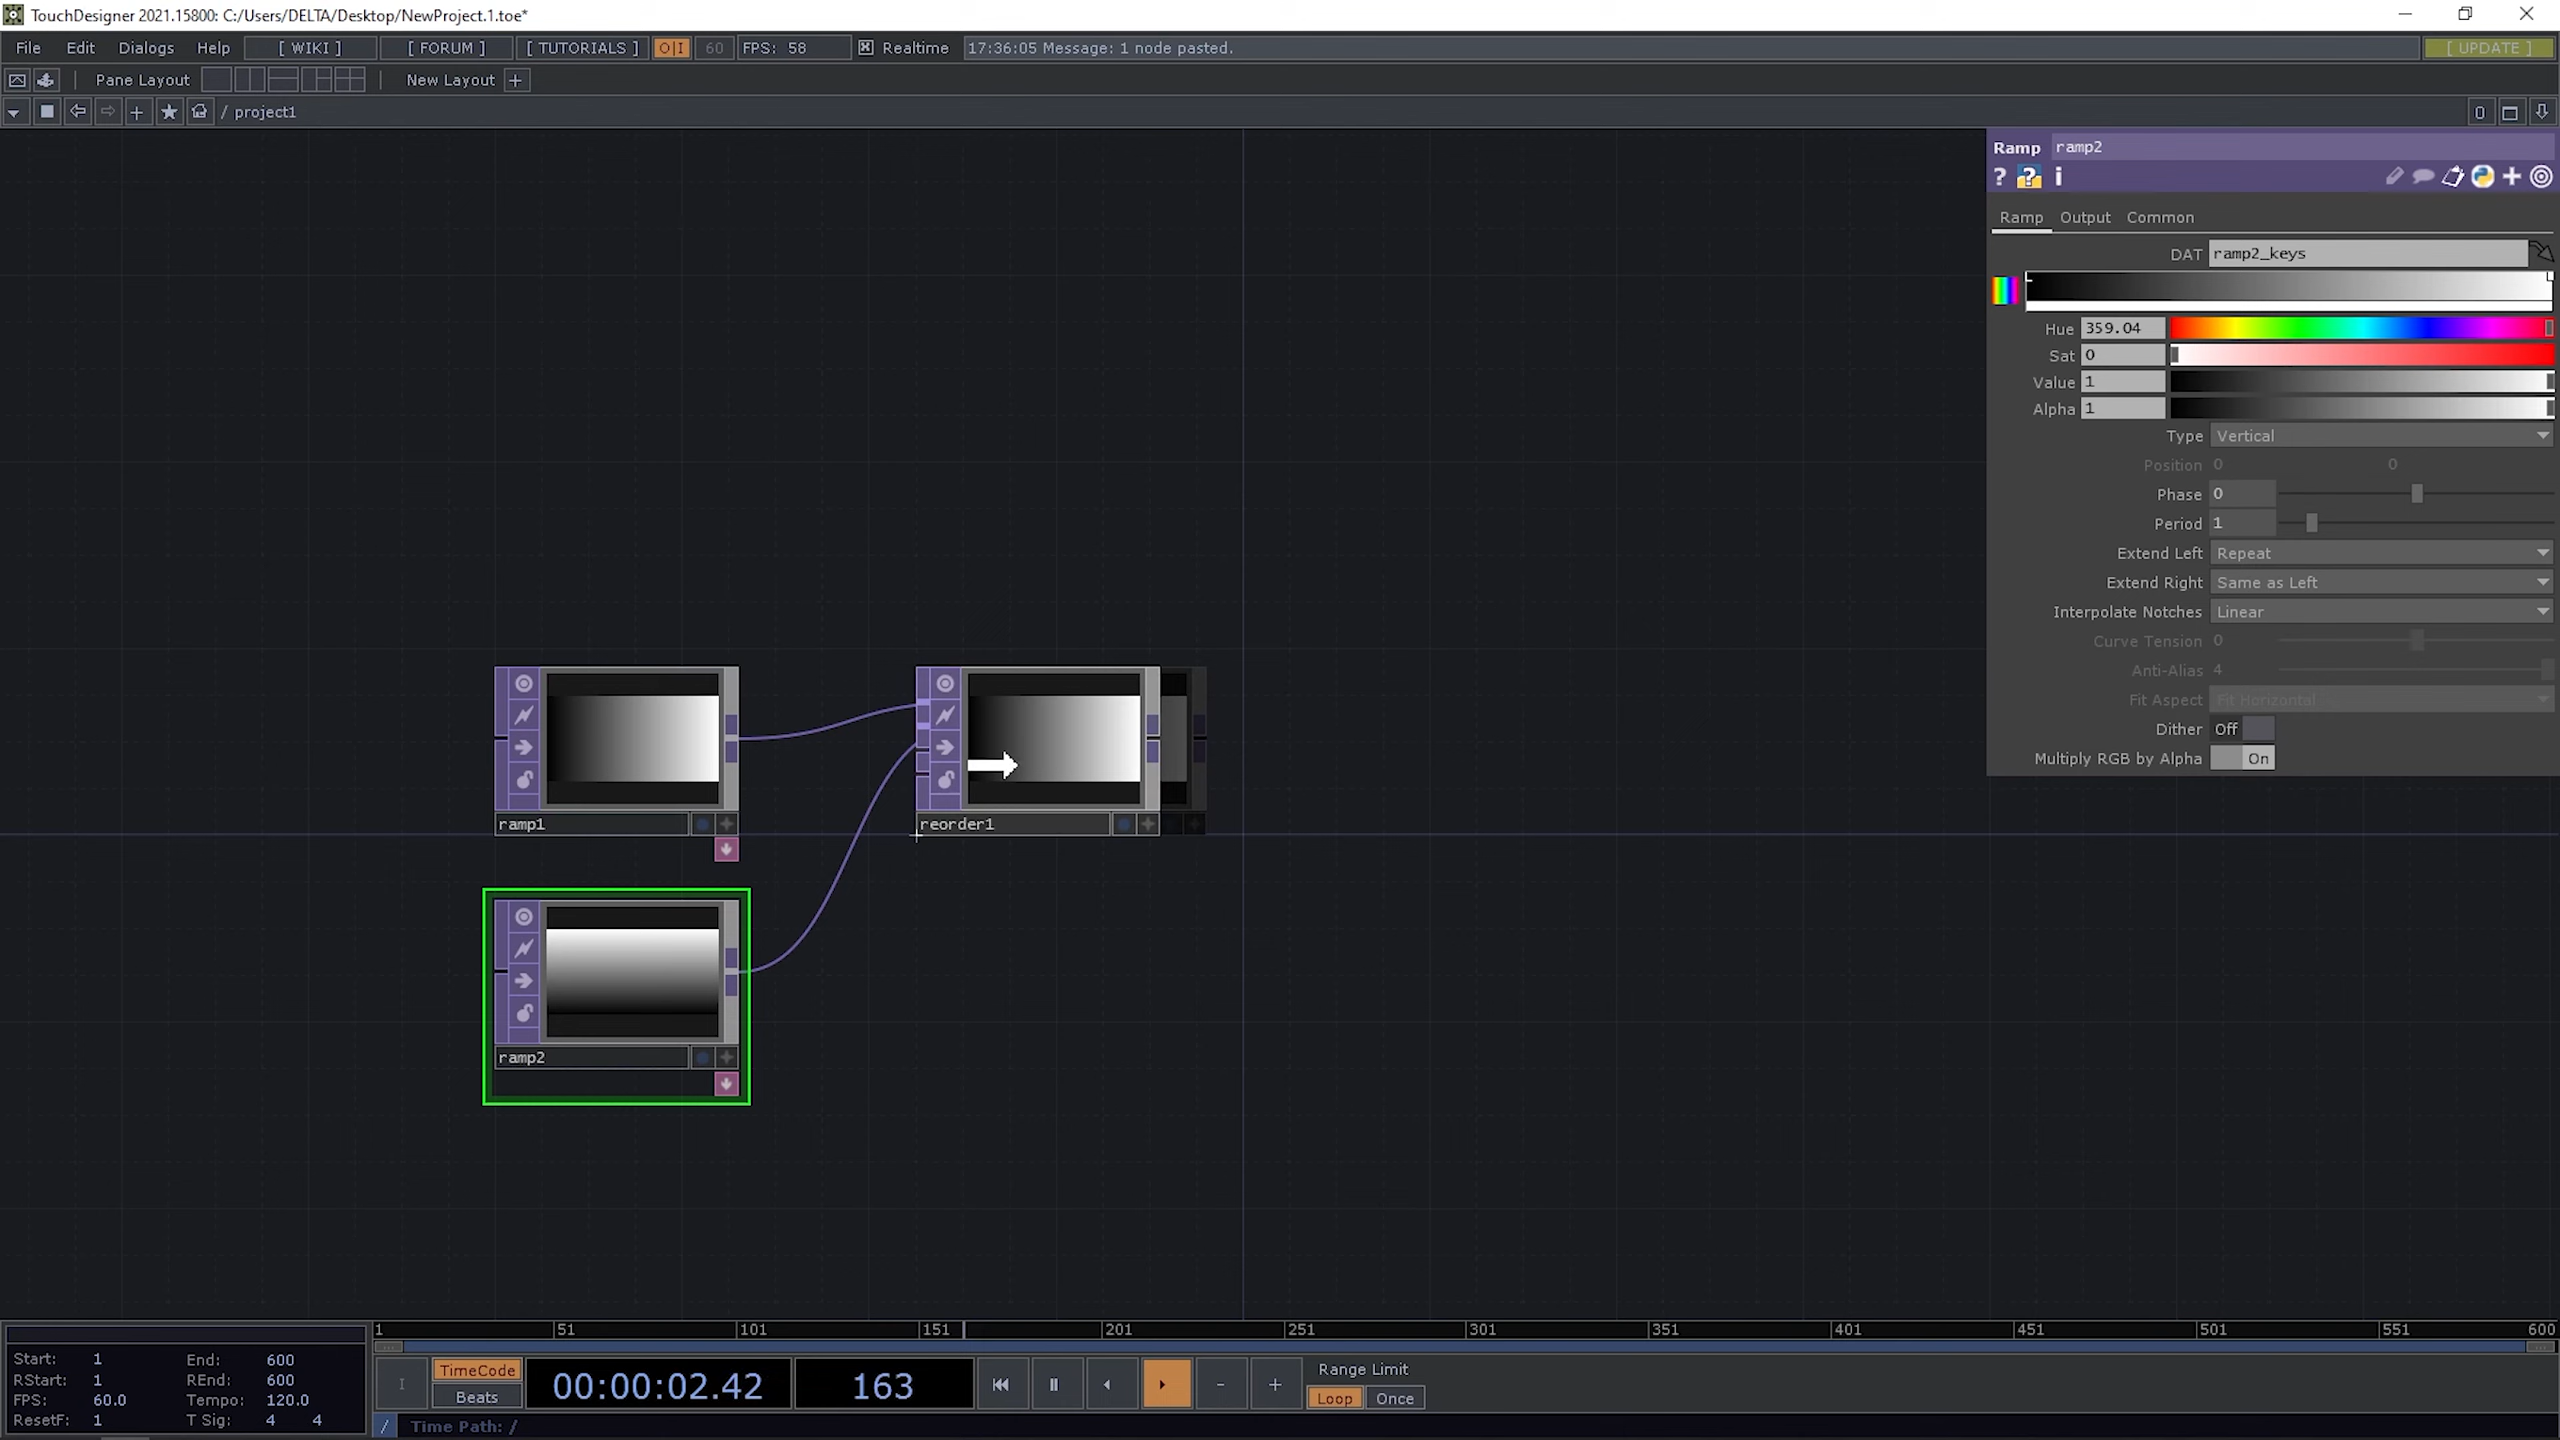 TouchDesigner 2021.15800: C:/Users/DELTA/Desktop/NewProject.1.toe*
File Edit Dialogs Help [ WIKI ] [ FORUM ] [ TUTORIALS ] O|I 60 FPS: 58 Realtime 17:36:05 Message: 1 node pasted. [ UPDATE ]
Pane Layout New Layout +
/ project1 0
Ramp ramp2
? ? i
Ramp Output Common
DAT ramp2_keys
Hue 359.04
Sat 0
Value 1
Alpha 1
Type Vertical
Position 0 0
Phase 0
Period 1
Extend Left Repeat
Extend Right Same as Left
Interpolate Notches Linear
Curve Tension 0
Anti-Alias 4
Fit Aspect Fit Horizontal
Dither Off
Multiply RGB by Alpha On
ramp1
reorder1
ramp2
1 51 101 151 201 251 301 351 401 451 501 551 600
Start: 1 End: 600
RStart: 1 REnd: 600
FPS: 60.0 Tempo: 120.0
ResetF: 1 T Sig: 4 4
I
TimeCode
Beats
00:00:02.42
163
- +
Range Limit
Loop Once
/ Time Path: /